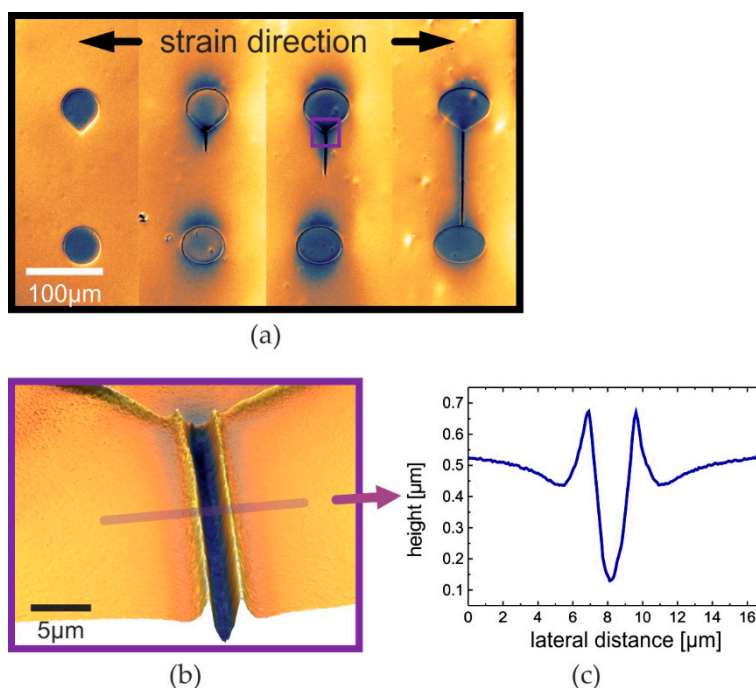 strain direction
100µm
(a)
5µm
(b)
0.7
0.6
0.5
0.4
0.3
0.2
0.1
height [µm]
0 2 4 6 8 10 12 14 16
lateral distance [µm]
(c)